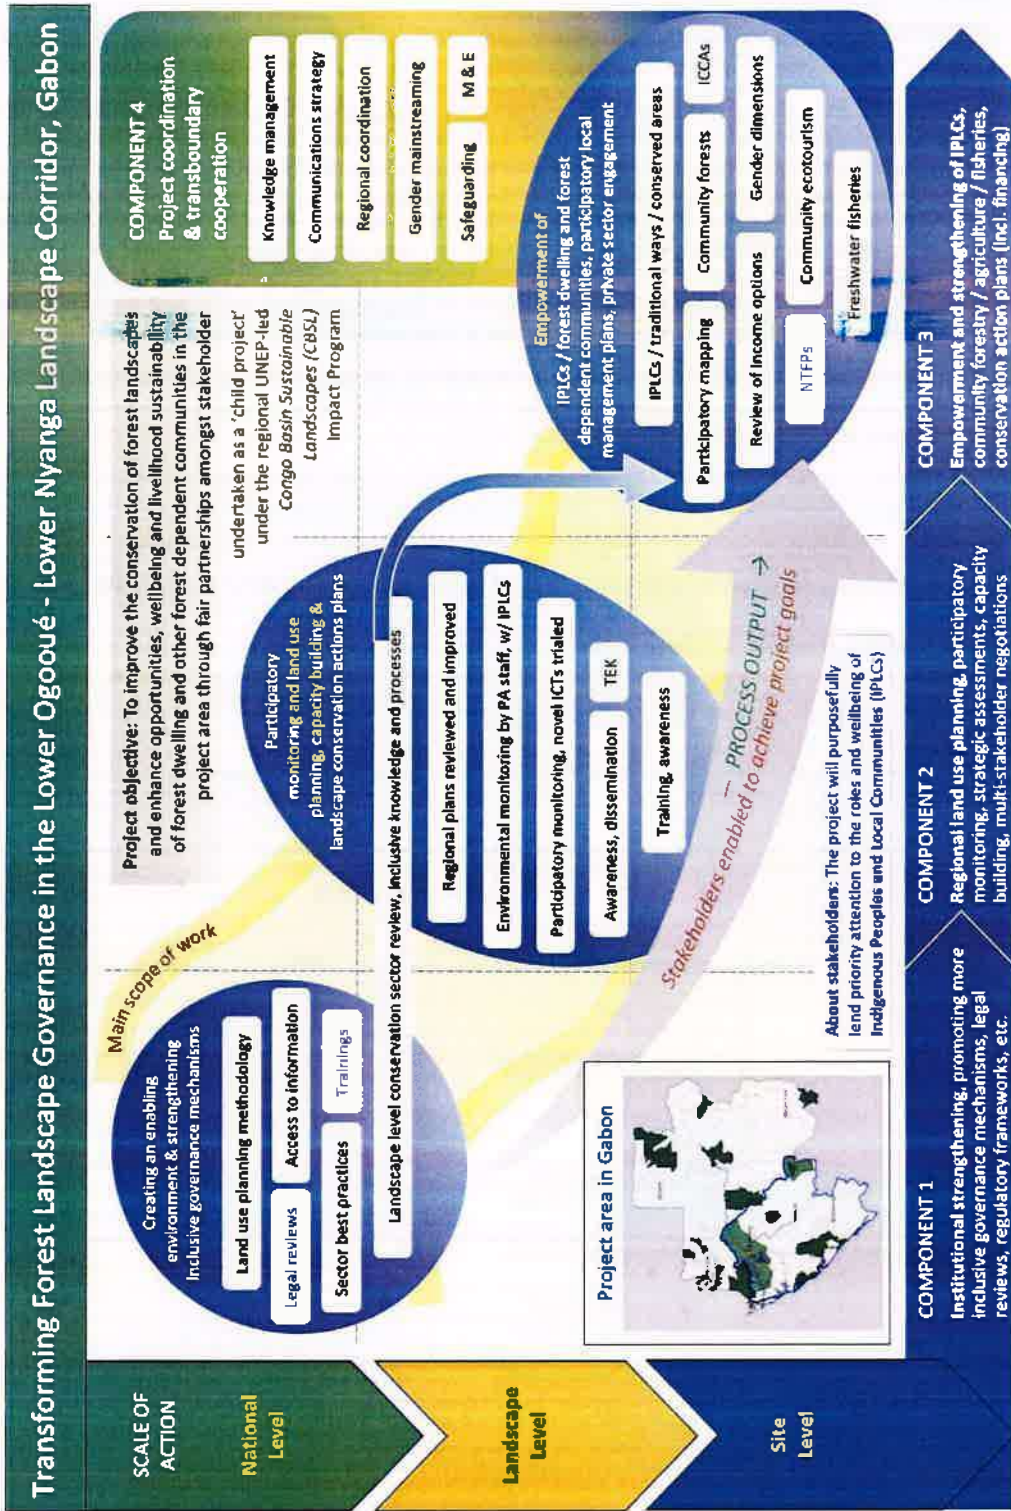 Transforming Forest Landscape Governance in the Lower Ogooué - Lower Nyanga Landscape Corridor, Gabon
SCALE OF
ACTION
National
Level
Landscape
Level
Site
Level
Main scope of work
Creating an enabling
environment & strengthening
inclusive governance mechanisms
Land use planning methodology
Legal reviews
Access to information
Sector best practices
Trainings
Project objective: To improve the conservation of forest landscapes
and enhance opportunities, wellbeing and livelihood sustainability
of forest dwelling and other forest dependent communities in the
project area through fair partnerships amongst stakeholder
undertaken as a 'child project'
under the regional UNEP-led
Congo Basin Sustainable
Landscapes (CBSL)
Impact Program
COMPONENT 4
Project coordination
& transboundary
cooperation
Knowledge management
Communications strategy
Regional coordination
Gender mainstreaming
Safeguarding
M & E
Participatory
monitoring and land use
planning, capacity building &
landscape conservation actions plans
Landscape level conservation sector review, inclusive knowledge and processes
Regional plans reviewed and improved
Environmental monitoring by PA staff, w/ IPLCs
Participatory monitoring, novel ICTs trialed
Awareness, dissemination
TEK
Training, awareness
Empowerment of
IPLCs / forest dwelling and forest
dependent communities, participatory local
management plans, private sector engagement
IPLCs / traditional ways / conserved areas
Participatory mapping
Community forests
ICCAs
Review of income options
Gender dimensions
NTFPs
Community ecotourism
Freshwater fisheries
Stakeholders enabled to achieve project goals
— PROCESS OUTPUT →
Project area in Gabon
About stakeholders: The project will purposefully
lend priority attention to the roles and wellbeing of
Indigenous Peoples and Local Communities (IPLCs)
COMPONENT 1
Institutional strengthening, promoting more
inclusive governance mechanisms, legal
reviews, regulatory frameworks, etc.
COMPONENT 2
Regional land use planning, participatory
monitoring, strategic assessments, capacity
building, multi-stakeholder negotiations
COMPONENT 3
Empowerment and strengthening of IPLCs,
community forestry / agriculture / fisheries,
conservation action plans (incl. financing)